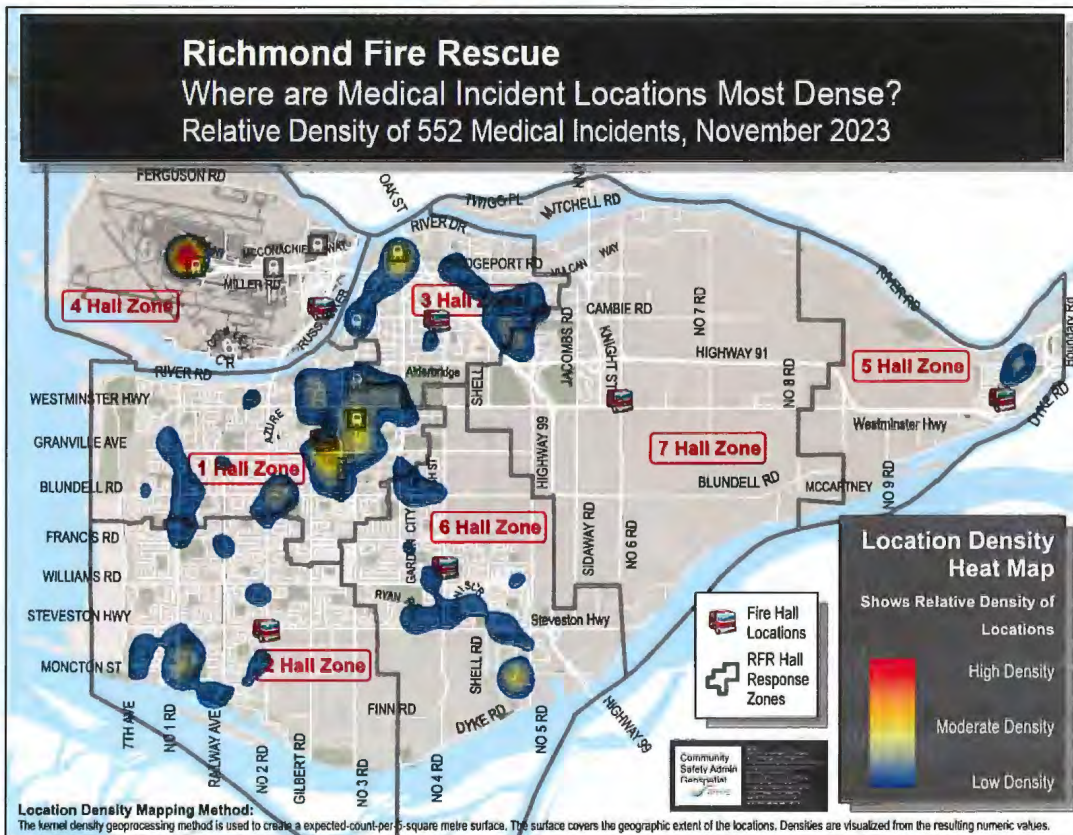 Richmond Fire Rescue
Where are Medical Incident Locations Most Dense?
Relative Density of 552 Medical Incidents, November 2023
FERGUSON RD
OAK ST
TWIGG PL
MITCHELL RD
RIVER DR
MCCONACHIE WAY
VULCAN WAY
MILLER RD
4 Hall Zone
3 Hall Zone
CAMBIE RD
NO 7 RD
RIVER RD
Boundary Rd
JACOBMBS RD
KNIGHT ST
HIGHWAY 91
NO 8 RD
5 Hall Zone
RIVER RD
Alderbridge
SHELL
WESTMINSTER HWY
AZURE
Westminster Hwy
DYKE RD
GRANVILLE AVE
1 Hall Zone
HIGHWAY 99
7 Hall Zone
BLUNDELL RD
BLUNDELL RD
MCCARTNEY
NO 9 RD
6 Hall Zone
GARDEN CITY
FRANCIS RD
SIDAWAY RD
NO 6 RD
WILLIAMS RD
RYAN
STEVESTON HWY
Steveston Hwy
MONCTON ST
2 Hall Zone
SHELL RD
FINN RD
DYKE RD
HIGHWAY 99
7TH AVE
NO 1 RD
RAILWAY AVE
NO 2 RD
GILBERT RD
NO 3 RD
NO 4 RD
NO 5 RD
Fire Hall
Locations
RFR Hall
Response
Zones
Location Density
Heat Map
Shows Relative Density of
Locations
High Density
Moderate Density
Low Density
Community
Safety Admin
Geospatial
Location Density Mapping Method:
The kernel density geoprocessing method is used to create a expected-count-per-5-square metre surface. The surface covers the geographic extent of the locations. Densities are visualized from the resulting numeric values.